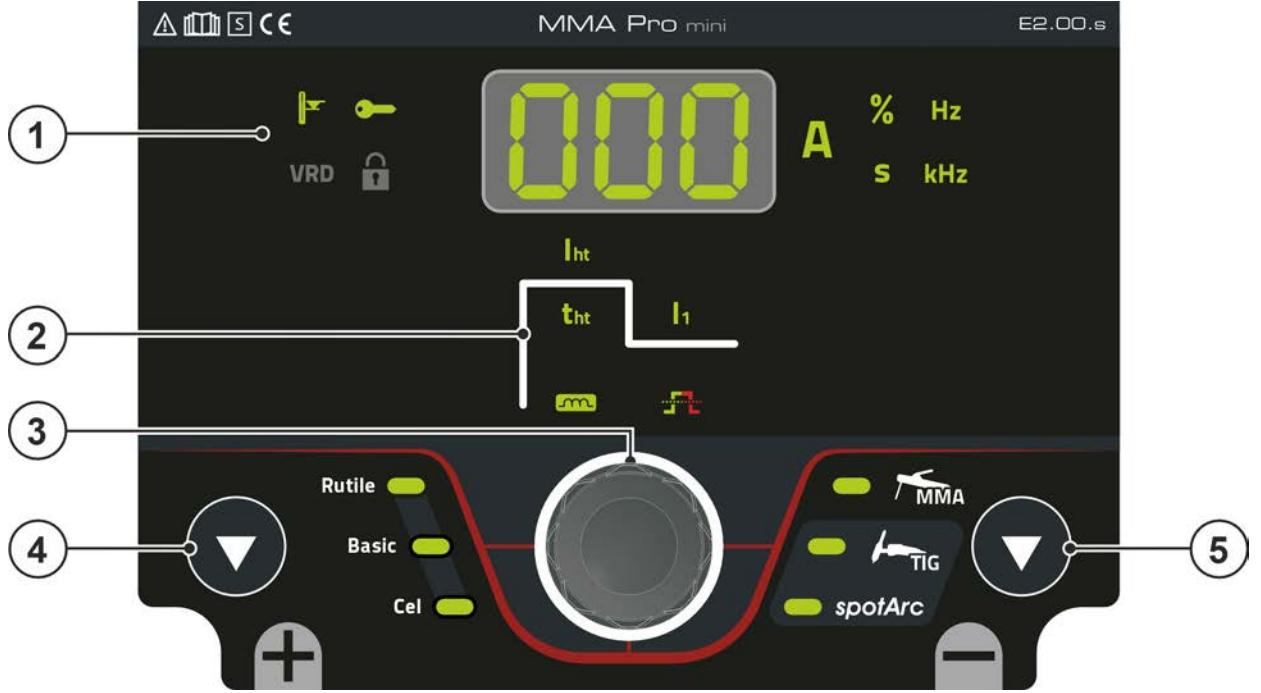 S CE MMA Pro mini E2.00.s
000 A % Hz
VRD s kHz
1
Iht
tht I1
2
3
Rutile MMA
Basic TIG
Cel spotArc
4
5
+ −